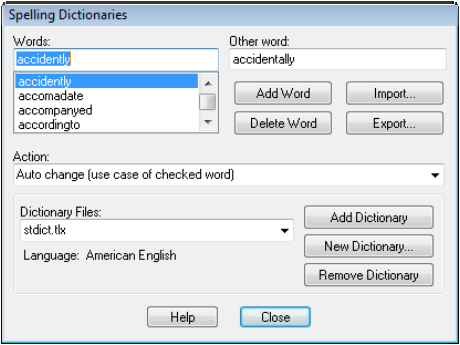 Spelling Dictionaries
Words:
Other word:
accidently
accidentally
accidently
accomadate
accompanyed
accordingto
Add Word
Import...
Delete Word
Export...
Action:
Auto change (use case of checked word)
Dictionary Files:
stdict.tlx
Language: American English
Add Dictionary
New Dictionary...
Remove Dictionary
Help
Close